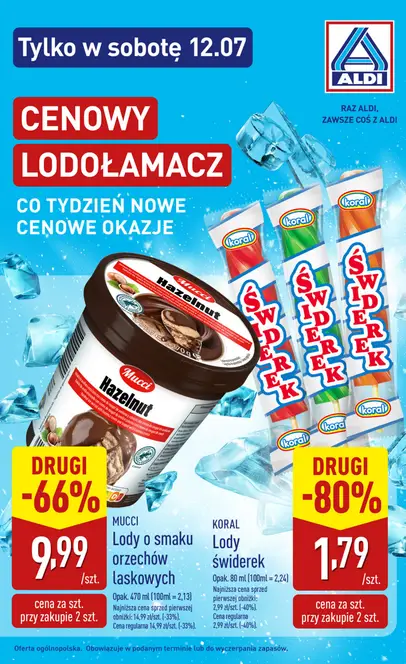 Tylko w sobotę 12.07
ALDI
RAZ ALDI,
ZAWSZE COŚ Z ALDI
CENOWY
LODOŁAMACZ
CO TYDZIEŃ NOWE
CENOWE OKAZJE
Mucci
Hazelnut
Mucci
Hazelnut
koral
koral
koral
ŚWIDEREK
ŚWIDEREK
ŚWIDEREK
koral
koral
koral
DRUGI
-66%
9,99
/szt.
cena za szt.
przy zakupie 2 szt.
MUCCI
Lody o smaku
orzechów
laskowych
Opak. 470 ml (100ml = 2,13)
Najniższa cena sprzed pierwszej
obniżki: 14,99 zł/szt. (-33%).
Cena regularna 14,99 zł/szt. (-33%).
KORAL
Lody
świderek
Opak. 80 ml (100ml = 2,24)
Najniższa cena sprzed
pierwszej obniżki:
2,99 zł/szt. (-40%).
Cena regularna:
2,99 zł/szt. (-40%).
DRUGI
-80%
1,79
/szt.
cena za szt.
przy zakupie 2 szt.
Oferta ogólnopolska. Obowiązuje w podanym terminie lub do wyczerpania zapasów.